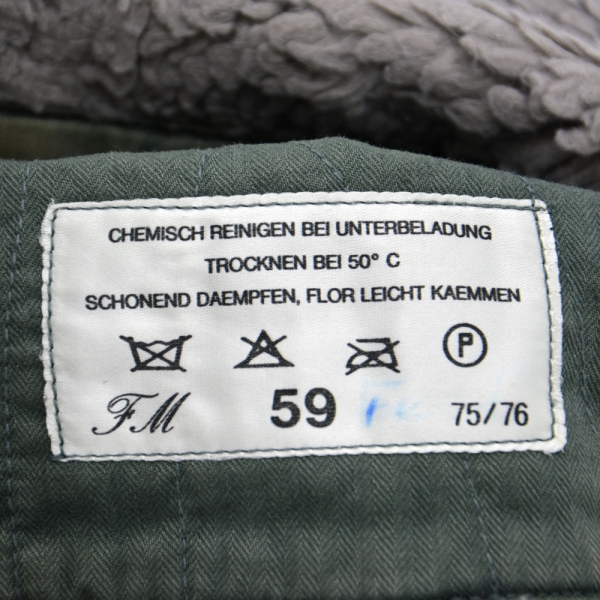 CHEMISCH REINIGEN BEI UNTERBELADUNG
TROCKNEN BEI 50° C
SCHONEND DAEMPFEN, FLOR LEICHT KAEMMEN
P
FM 59 75/76